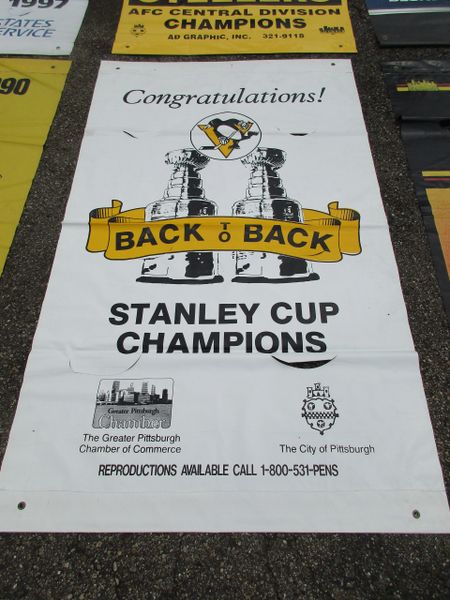 1997
STATES
SERVICE
STEELERS
AFC CENTRAL DIVISION
CHAMPIONS
AD GRAPHIC, INC. 321-9118
90
Congratulations!
BACK TO BACK
STANLEY CUP
CHAMPIONS
Greater Pittsburgh
Chamber
The Greater Pittsburgh
Chamber of Commerce
The City of Pittsburgh
REPRODUCTIONS AVAILABLE CALL 1-800-531-PENS